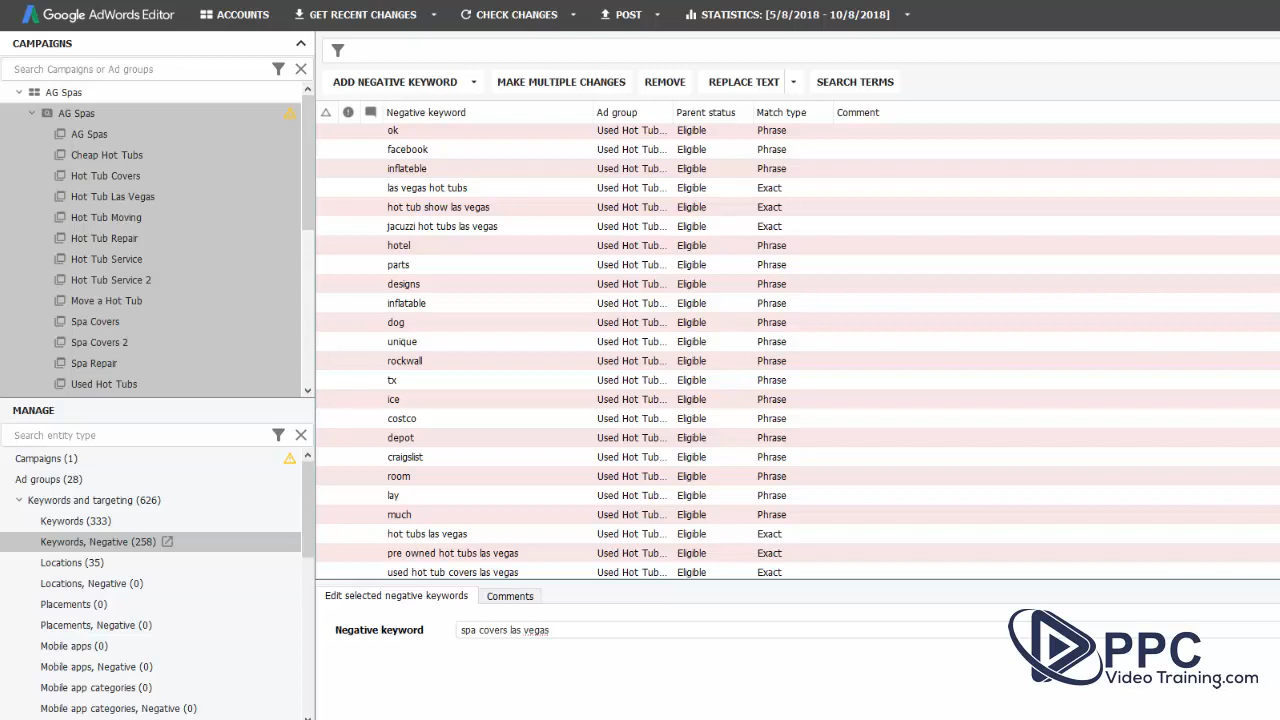 Google AdWords Editor ACCOUNTS GET RECENT CHANGES CHECK CHANGES POST STATISTICS: [5/8/2018 - 10/8/2018]
CAMPAIGNS
Search Campaigns or Ad groups
AG Spas
AG Spas
AG Spas
Cheap Hot Tubs
Hot Tub Covers
Hot Tub Las Vegas
Hot Tub Moving
Hot Tub Repair
Hot Tub Service
Hot Tub Service 2
Move a Hot Tub
Spa Covers
Spa Covers 2
Spa Repair
Used Hot Tubs
MANAGE
Search entity type
Campaigns (1)
Ad groups (28)
Keywords and targeting (626)
Keywords (333)
Keywords, Negative (258)
Locations (35)
Locations, Negative (0)
Placements (0)
Placements, Negative (0)
Mobile apps (0)
Mobile apps, Negative (0)
Mobile app categories (0)
Mobile app categories, Negative (0)
ADD NEGATIVE KEYWORD MAKE MULTIPLE CHANGES REMOVE REPLACE TEXT SEARCH TERMS
Negative keyword Ad group Parent status Match type Comment
ok Used Hot Tub... Eligible Phrase
facebook Used Hot Tub... Eligible Phrase
inflateble Used Hot Tub... Eligible Phrase
las vegas hot tubs Used Hot Tub... Eligible Exact
hot tub show las vegas Used Hot Tub... Eligible Exact
jacuzzi hot tubs las vegas Used Hot Tub... Eligible Exact
hotel Used Hot Tub... Eligible Phrase
parts Used Hot Tub... Eligible Phrase
designs Used Hot Tub... Eligible Phrase
inflatable Used Hot Tub... Eligible Phrase
dog Used Hot Tub... Eligible Phrase
unique Used Hot Tub... Eligible Phrase
rockwall Used Hot Tub... Eligible Phrase
tx Used Hot Tub... Eligible Phrase
ice Used Hot Tub... Eligible Phrase
costco Used Hot Tub... Eligible Phrase
depot Used Hot Tub... Eligible Phrase
craigslist Used Hot Tub... Eligible Phrase
room Used Hot Tub... Eligible Phrase
lay Used Hot Tub... Eligible Phrase
much Used Hot Tub... Eligible Phrase
hot tubs las vegas Used Hot Tub... Eligible Exact
pre owned hot tubs las vegas Used Hot Tub... Eligible Exact
used hot tub covers las vegas Used Hot Tub... Eligible Exact
Edit selected negative keywords Comments
Negative keyword spa covers las vegas
PPC
Video Training.com